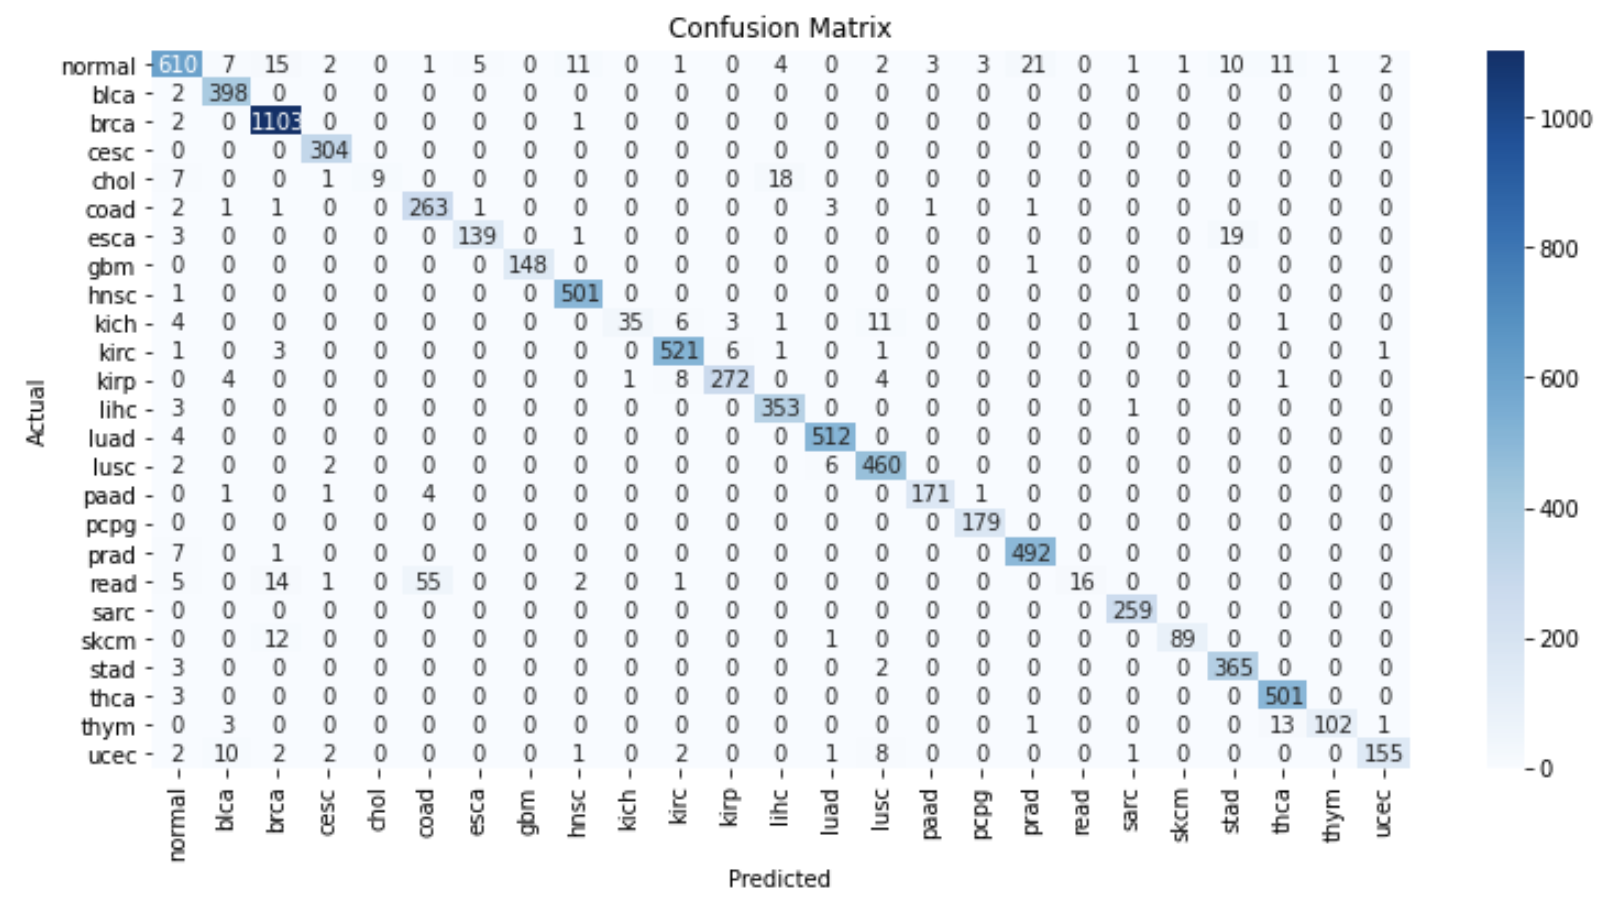 Confusion Matrix
normal - 610 7 15 2 0 1 5 0 11 0 1 0 4 0 2 3 3 21 0 1 1 10 11 1 2
blca - 2 398 0 0 0 0 0 0 0 0 0 0 0 0 0 0 0 0 0 0 0 0 0 0 0
brca - 2 0 1103 0 0 0 0 0 1 0 0 0 0 0 0 0 0 0 0 0 0 0 0 0 0
cesc - 0 0 0 304 0 0 0 0 0 0 0 0 0 0 0 0 0 0 0 0 0 0 0 0 0
chol - 7 0 0 1 9 0 0 0 0 0 0 0 18 0 0 0 0 0 0 0 0 0 0 0 0
coad - 2 1 1 0 0 263 1 0 0 0 0 0 0 3 0 1 0 1 0 0 0 0 0 0 0
esca - 3 0 0 0 0 0 139 0 1 0 0 0 0 0 0 0 0 0 0 0 0 19 0 0 0
gbm - 0 0 0 0 0 0 0 148 0 0 0 0 0 0 0 0 0 1 0 0 0 0 0 0 0
hnsc - 1 0 0 0 0 0 0 0 501 0 0 0 0 0 0 0 0 0 0 0 0 0 0 0 0
kich - 4 0 0 0 0 0 0 0 0 35 6 3 1 0 11 0 0 0 0 1 0 0 1 0 0
kirc - 1 0 3 0 0 0 0 0 0 0 521 6 1 0 1 0 0 0 0 0 0 0 0 0 1
kirp - 0 4 0 0 0 0 0 0 0 1 8 272 0 0 4 0 0 0 0 0 0 0 1 0 0
lihc - 3 0 0 0 0 0 0 0 0 0 0 0 353 0 0 0 0 0 0 1 0 0 0 0 0
luad - 4 0 0 0 0 0 0 0 0 0 0 0 0 512 0 0 0 0 0 0 0 0 0 0 0
lusc - 2 0 0 2 0 0 0 0 0 0 0 0 0 6 460 0 0 0 0 0 0 0 0 0 0
paad - 0 1 0 1 0 4 0 0 0 0 0 0 0 0 0 171 1 0 0 0 0 0 0 0 0
pcpg - 0 0 0 0 0 0 0 0 0 0 0 0 0 0 0 0 179 0 0 0 0 0 0 0 0
prad - 7 0 1 0 0 0 0 0 0 0 0 0 0 0 0 0 0 492 0 0 0 0 0 0 0
read - 5 0 14 1 0 55 0 0 2 0 1 0 0 0 0 0 0 0 16 0 0 0 0 0 0
sarc - 0 0 0 0 0 0 0 0 0 0 0 0 0 0 0 0 0 0 0 259 0 0 0 0 0
skcm - 0 0 12 0 0 0 0 0 0 0 0 0 0 1 0 0 0 0 0 0 89 0 0 0 0
stad - 3 0 0 0 0 0 0 0 0 0 0 0 0 0 2 0 0 0 0 0 0 365 0 0 0
thca - 3 0 0 0 0 0 0 0 0 0 0 0 0 0 0 0 0 0 0 0 0 0 501 0 0
thym - 0 3 0 0 0 0 0 0 0 0 0 0 0 0 0 0 0 1 0 0 0 0 13 102 1
ucec - 2 10 2 2 0 0 0 0 1 0 2 0 0 1 8 0 0 0 0 1 0 0 0 0 155
normal blca brca cesc chol coad esca gbm hnsc kich kirc kirp lihc luad lusc paad pcpg prad read sarc skcm stad thca thym ucec
Predicted
Actual
1000
800
600
400
200
0